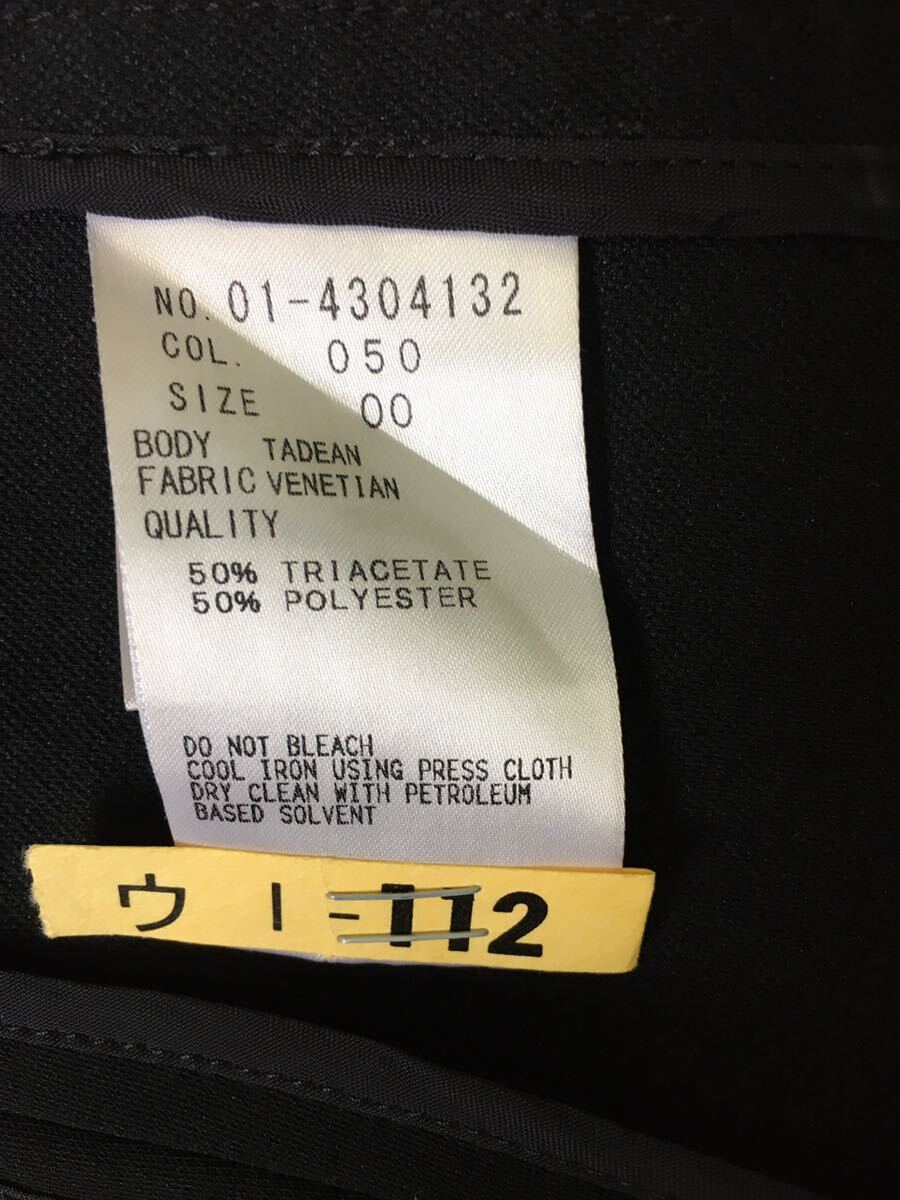 NO. 01-4304132
COL. 050
SIZE 00
BODY TADEAN
FABRIC VENETIAN
QUALITY
50% TRIACETATE
50% POLYESTER
DO NOT BLEACH
COOL IRON USING PRESS CLOTH
DRY CLEAN WITH PETROLEUM
BASED SOLVENT
ウ I-112